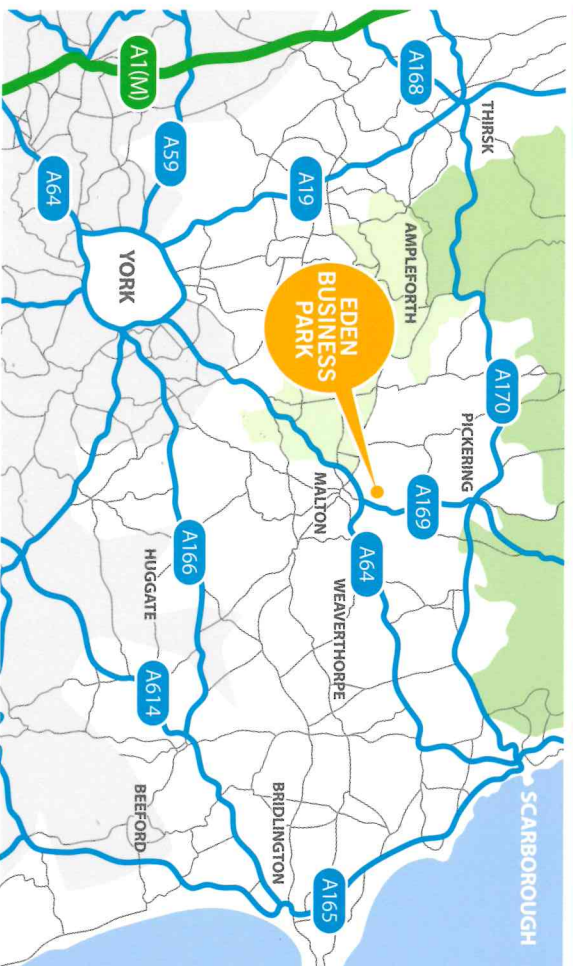 SCARBOROUGH
THIRSK
A168
A170
PICKERING
A1(M)
A19
AMPLEFORTH
A169
A59
EDEN
BUSINESS
PARK
MALTON
A64
WEAVERTHORPE
A165
A64
YORK
A166
HUGGATE
A614
BRIDLINGTON
BEEFORD